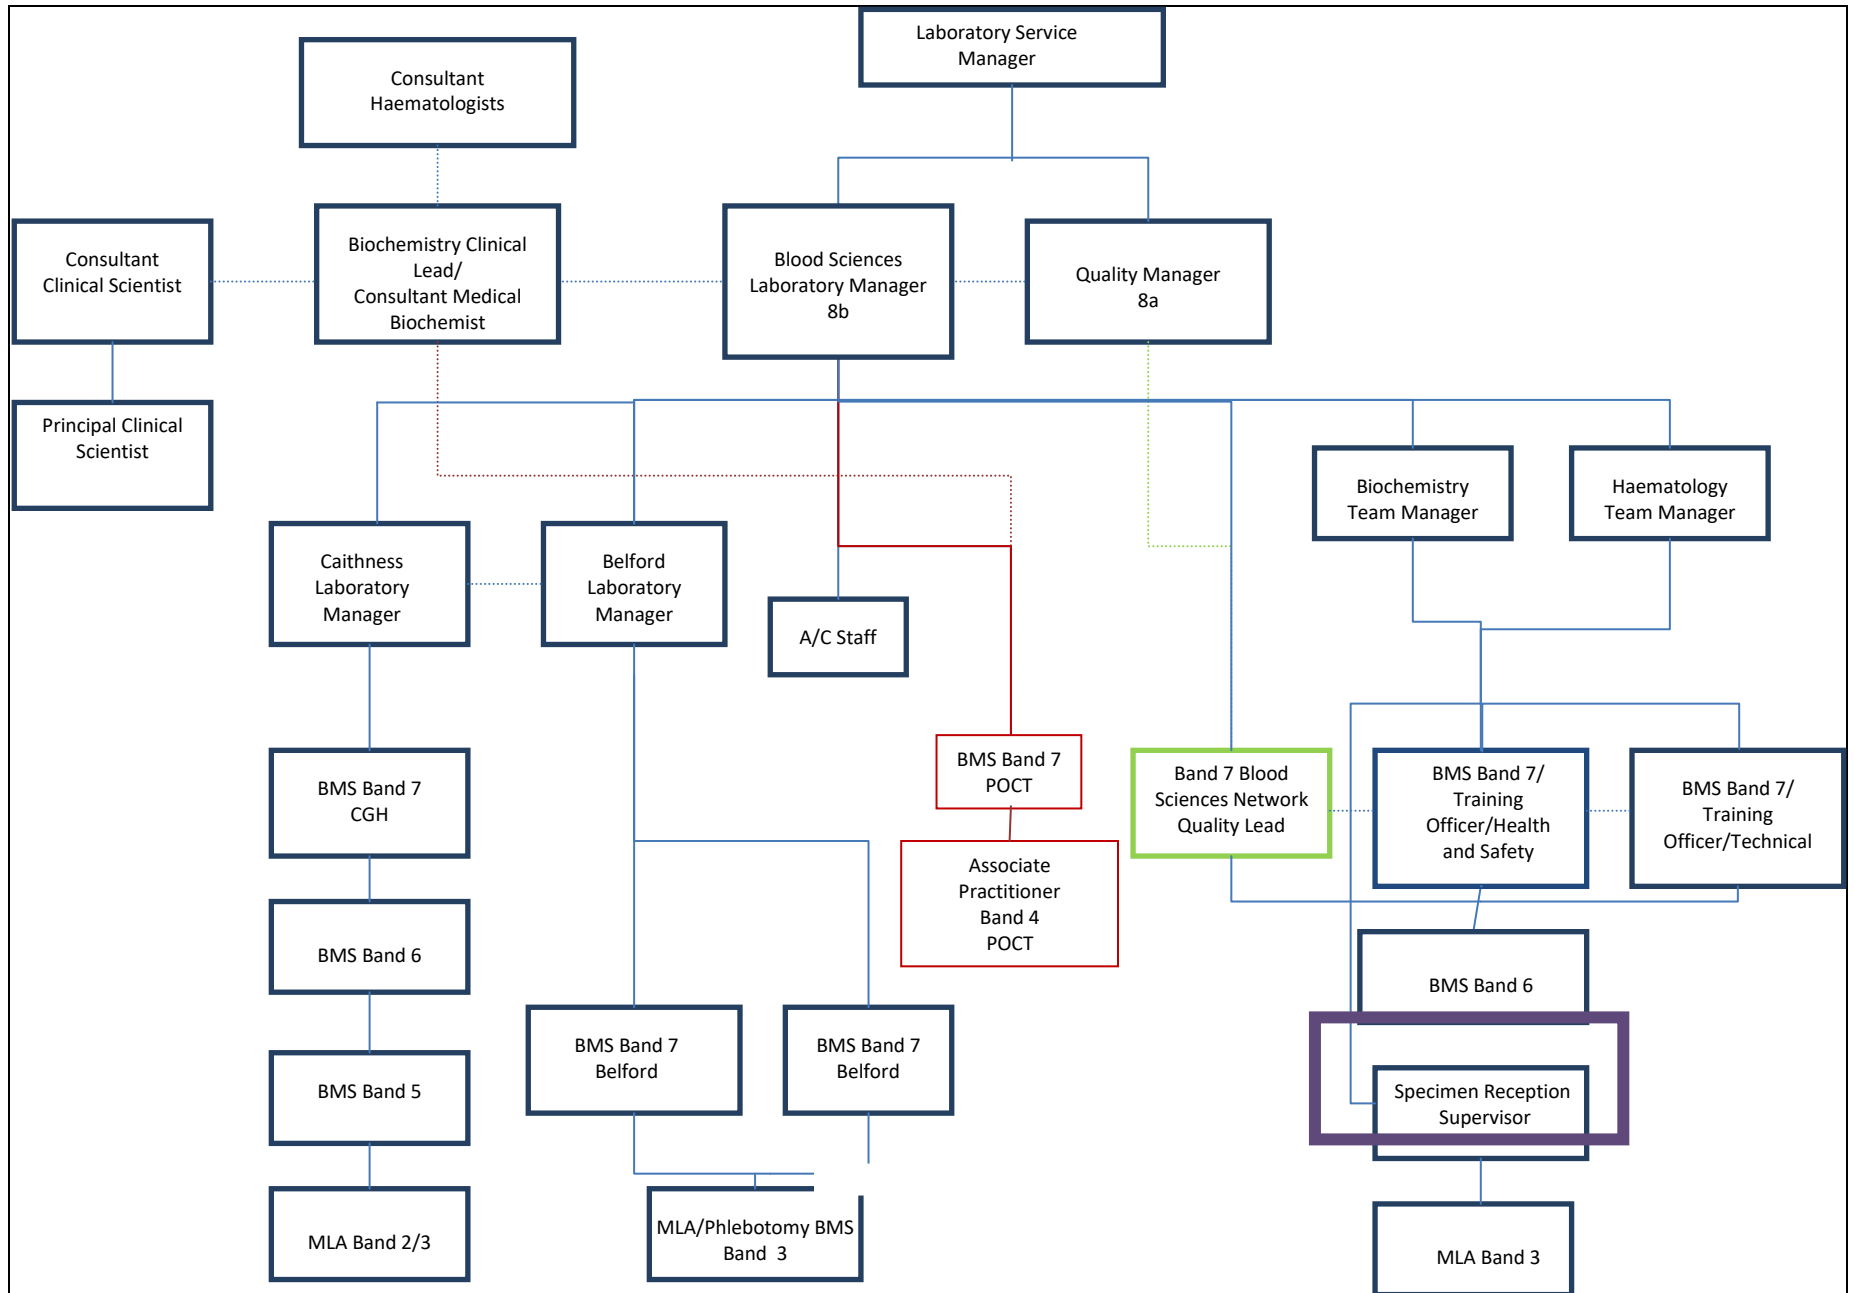 Laboratory Service
Manager
Consultant
Haematologists
Consultant
Clinical Scientist
Biochemistry Clinical
Lead/
Consultant Medical
Biochemist
Blood Sciences
Laboratory Manager
8b
Quality Manager
8a
Principal Clinical
Scientist
Biochemistry
Team Manager
Haematology
Team Manager
Caithness
Laboratory
Manager
Belford
Laboratory
Manager
A/C Staff
BMS Band 7
POCT
Associate
Practitioner
Band 4
POCT
Band 7 Blood
Sciences Network
Quality Lead
BMS Band 7/
Training
Officer/Health
and Safety
BMS Band 7/
Training
Officer/Technical
BMS Band 7
CGH
BMS Band 6
BMS Band 5
MLA Band 2/3
BMS Band 7
Belford
BMS Band 7
Belford
MLA/Phlebotomy BMS
Band 3
BMS Band 6
Specimen Reception
Supervisor
MLA Band 3